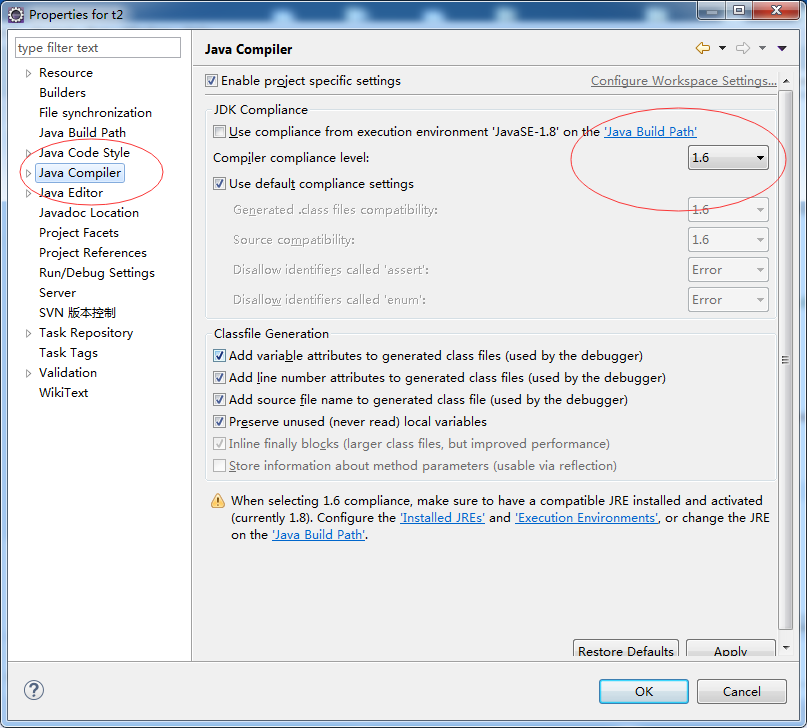 Properties for t2
type filter text
Resource
Builders
File synchronization
Java Build Path
Java Code Style
Java Compiler
Java Editor
Javadoc Location
Project Facets
Project References
Run/Debug Settings
Server
SVN 版本控制
Task Repository
Task Tags
Validation
WikiText
Java Compiler
Enable project specific settings
Configure Workspace Settings...
JDK Compliance
Use compliance from execution environment 'JavaSE-1.8' on the 'Java Build Path'
Compiler compliance level: 1.6
Use default compliance settings
Generated .class files compatibility: 1.6
Source compatibility: 1.6
Disallow identifiers called 'assert': Error
Disallow identifiers called 'enum': Error
Classfile Generation
Add variable attributes to generated class files (used by the debugger)
Add line number attributes to generated class files (used by the debugger)
Add source file name to generated class file (used by the debugger)
Preserve unused (never read) local variables
Inline finally blocks (larger class files, but improved performance)
Store information about method parameters (usable via reflection)
When selecting 1.6 compliance, make sure to have a compatible JRE installed and activated
(currently 1.8). Configure the 'Installed JREs' and 'Execution Environments', or change the JRE
on the 'Java Build Path'.
Restore Defaults Apply
OK Cancel